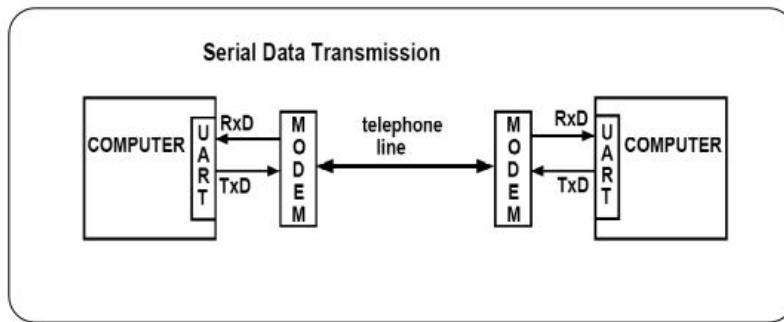 Serial Data Transmission
COMPUTER
UART
RxD
TxD
MODEM
telephone
line
MODEM
RxD
TxD
UART
COMPUTER